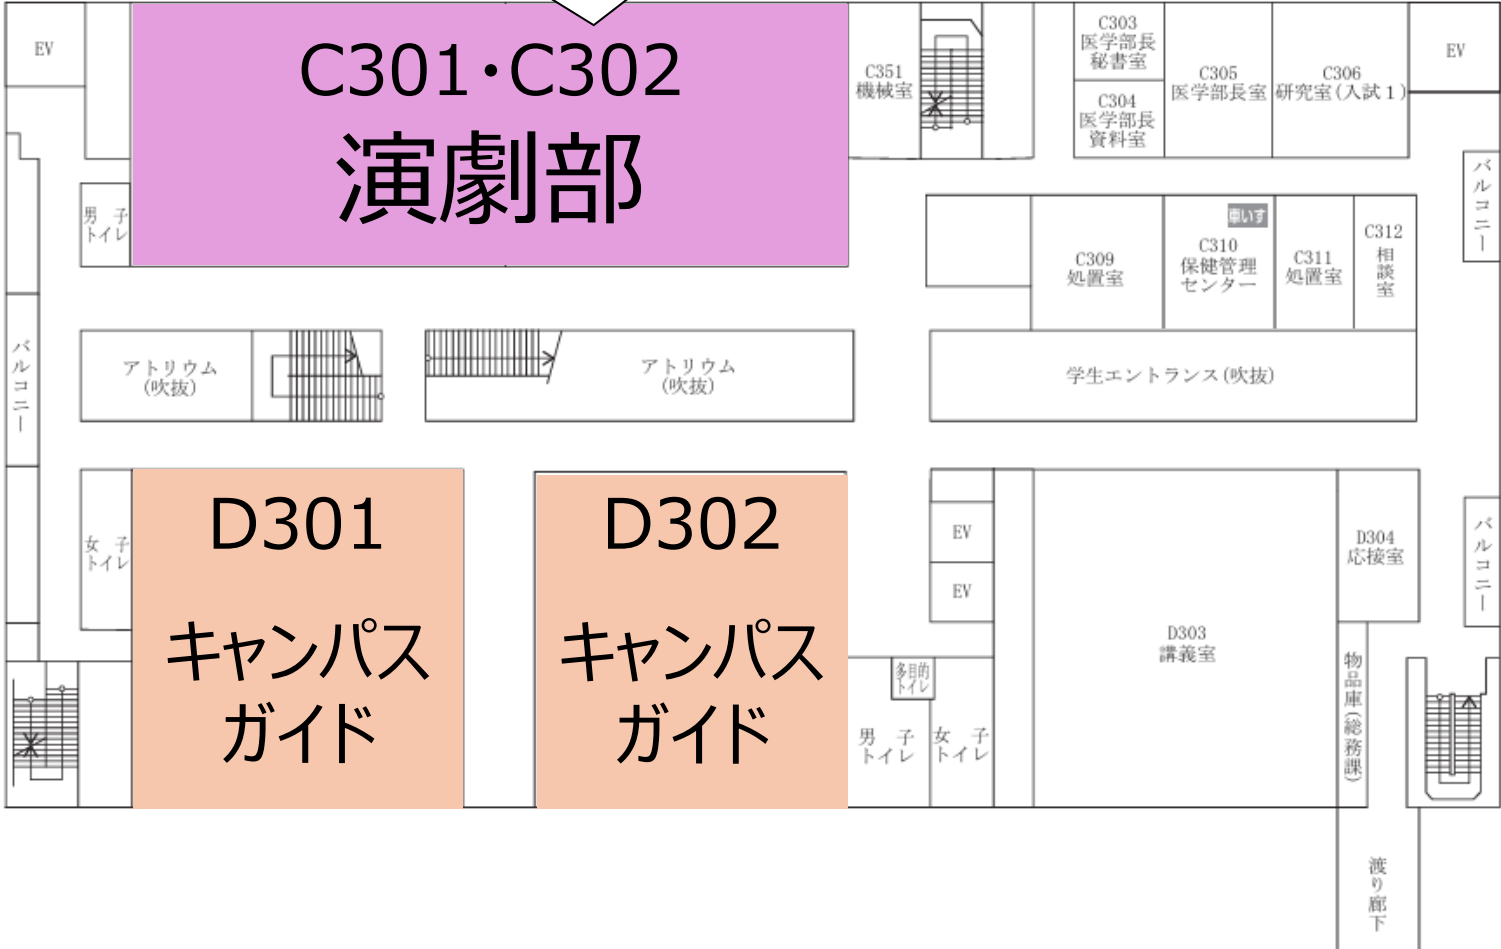 EV
C301・C302
演劇部
C351
機械室
C303
医学部長
秘書室
C304
医学部長
資料室
C305
医学部長室
C306
研究室(入試１)
EV
男　子
トイレ
バルコニー
車いす
C309
処置室
C310
保健管理
センター
C311
処置室
C312
相談室
バルコニー
アトリウム
(吹抜)
アトリウム
(吹抜)
学生エントランス(吹抜)
女　子
トイレ
D301
キャンパス
ガイド
D302
キャンパス
ガイド
EV
EV
多目的
トイレ
男　子
トイレ
女　子
トイレ
D303
講義室
D304
応接室
バルコニー
物品庫(総務課)
渡り廊下